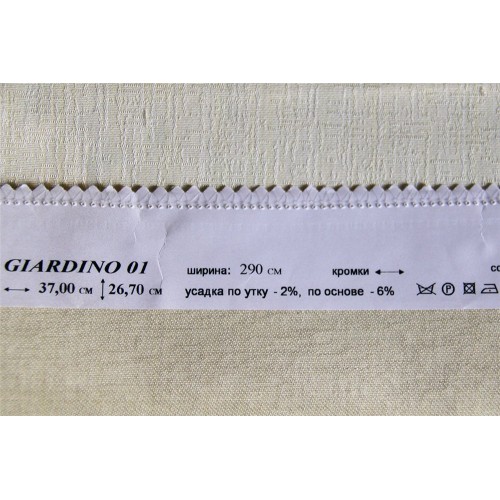 GIARDINO 01 ширина: 290 см кромки ↔ со
↔ 37,00 см ↕ 26,70 см усадка по утку - 2%, по основе - 6% P